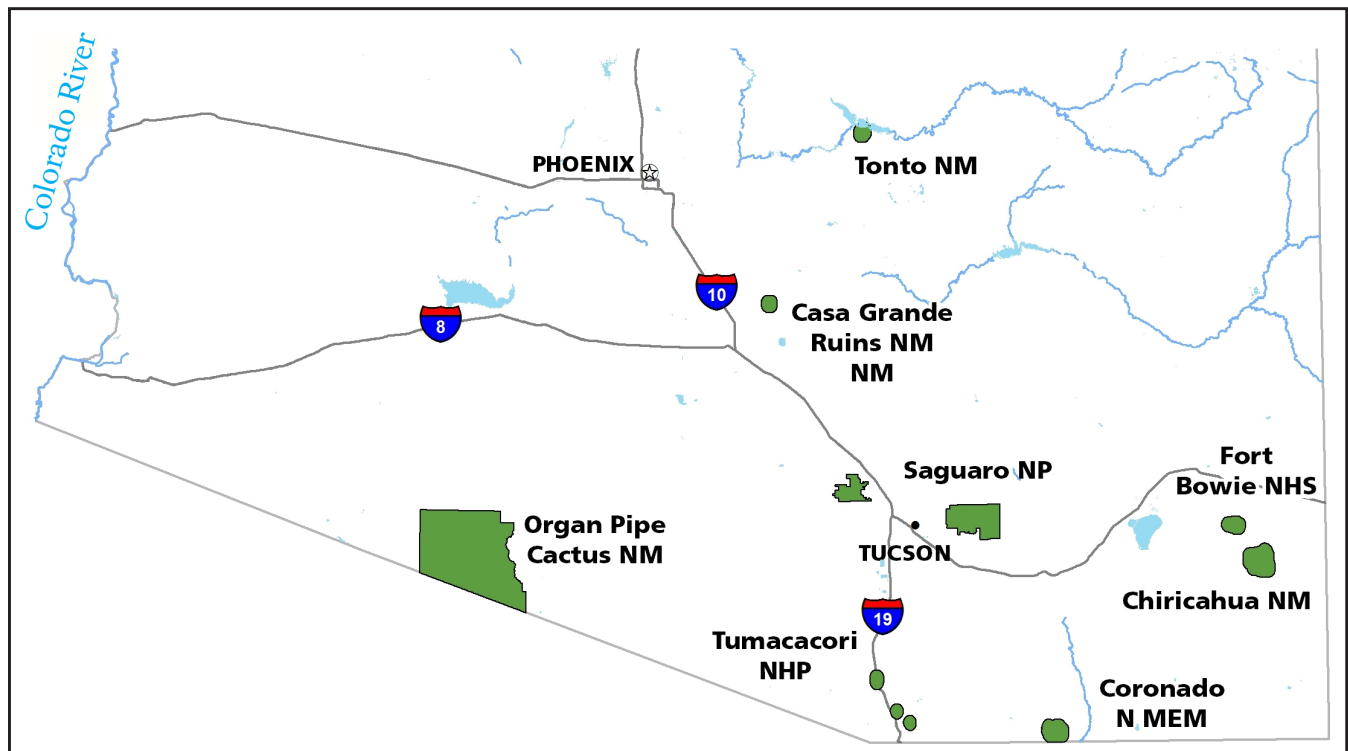 Colorado River
PHOENIX
Tonto NM
10
Casa Grande
Ruins NM
NM
8
Saguaro NP
Fort
Bowie NHS
Organ Pipe
Cactus NM
TUCSON
Chiricahua NM
19
Tumacacori
NHP
Coronado
N MEM